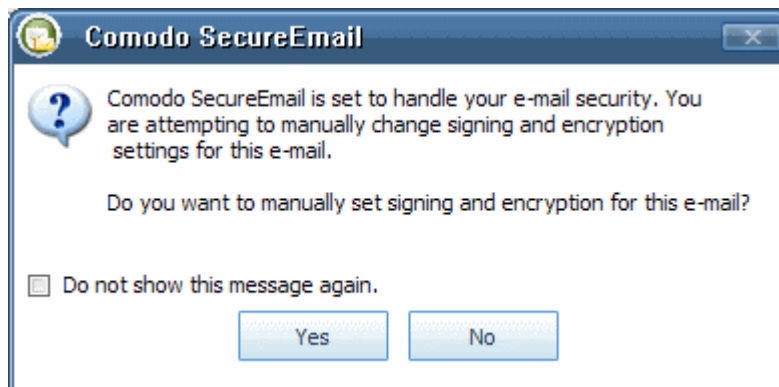 Comodo SecureEmail
Comodo SecureEmail is set to handle your e-mail security. You
are attempting to manually change signing and encryption
settings for this e-mail.
Do you want to manually set signing and encryption for this e-mail?
Do not show this message again.
Yes
No